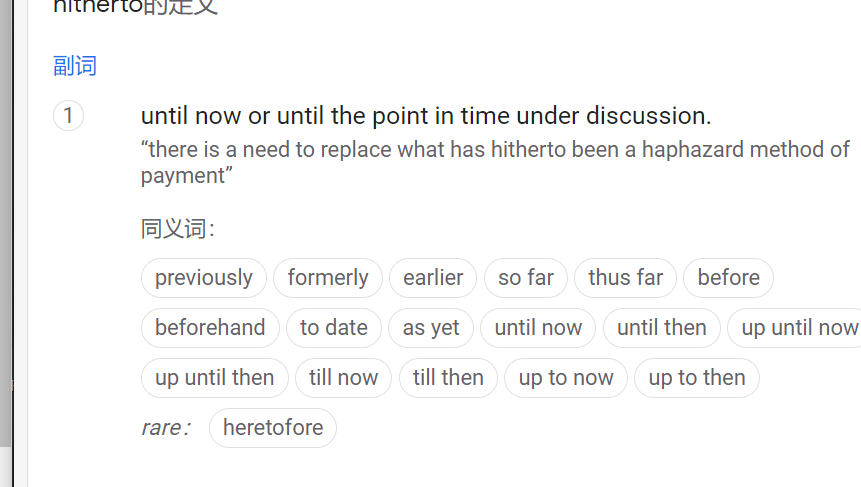 hitherto的定义
副词
1 until now or until the point in time under discussion.
“there is a need to replace what has hitherto been a haphazard method of
payment”
同义词：
previously formerly earlier so far thus far before
beforehand to date as yet until now until then up until now
up until then till now till then up to now up to then
rare： heretofore